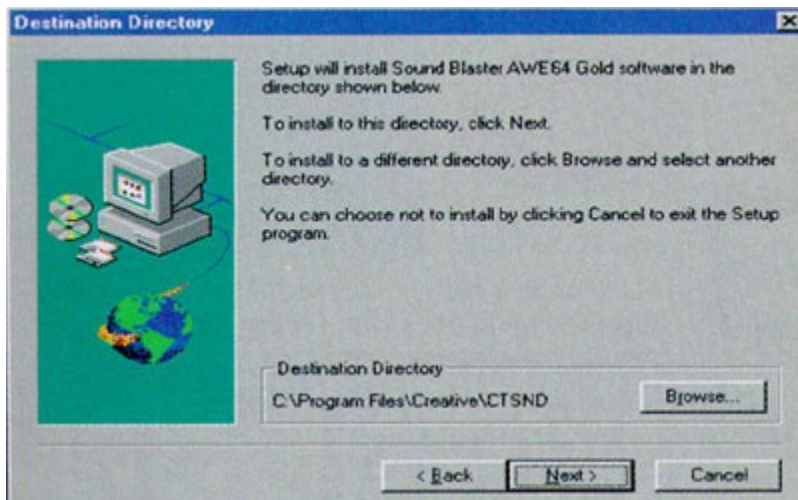 Destination Directory
Setup will install Sound Blaster AWE64 Gold software in the
directory shown below.
To install to this directory, click Next.
To install to a different directory, click Browse and select another
directory.
You can choose not to install by clicking Cancel to exit the Setup
program.
Destination Directory
C:\Program Files\Creative\CTSND
Browse...
< Back
Next >
Cancel